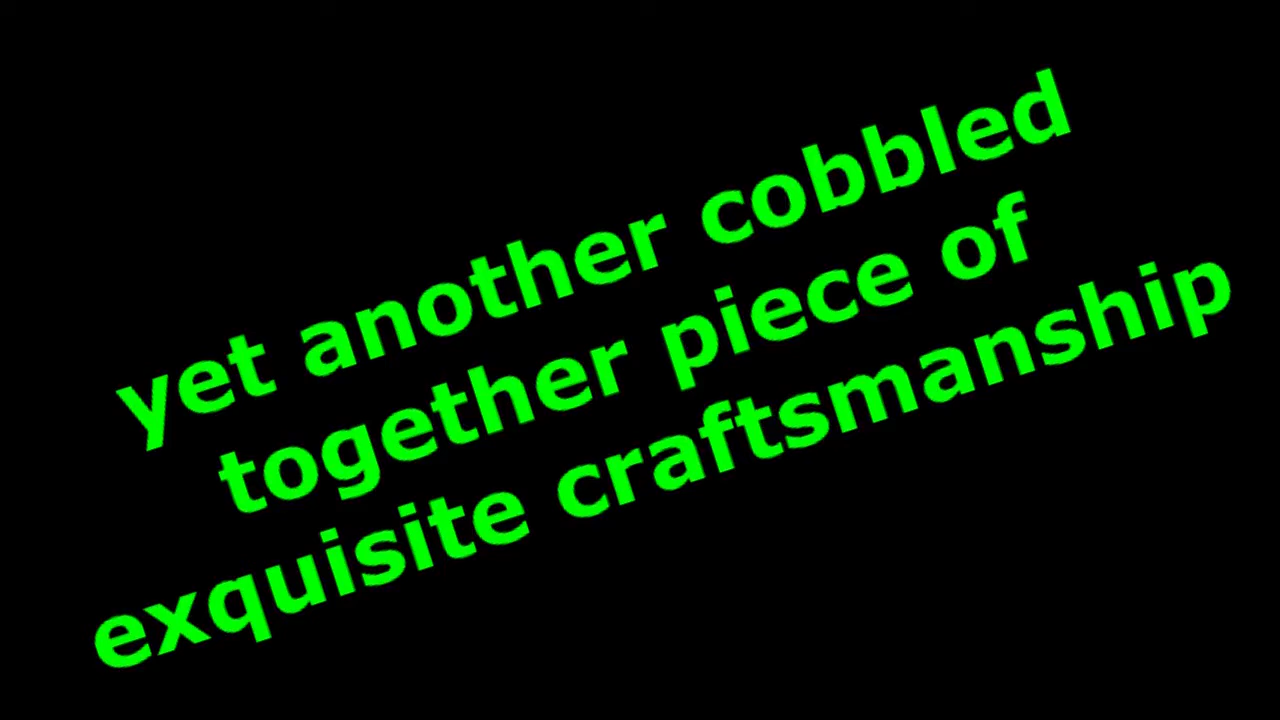 yet another cobbled
together piece of
exquisite craftsmanship